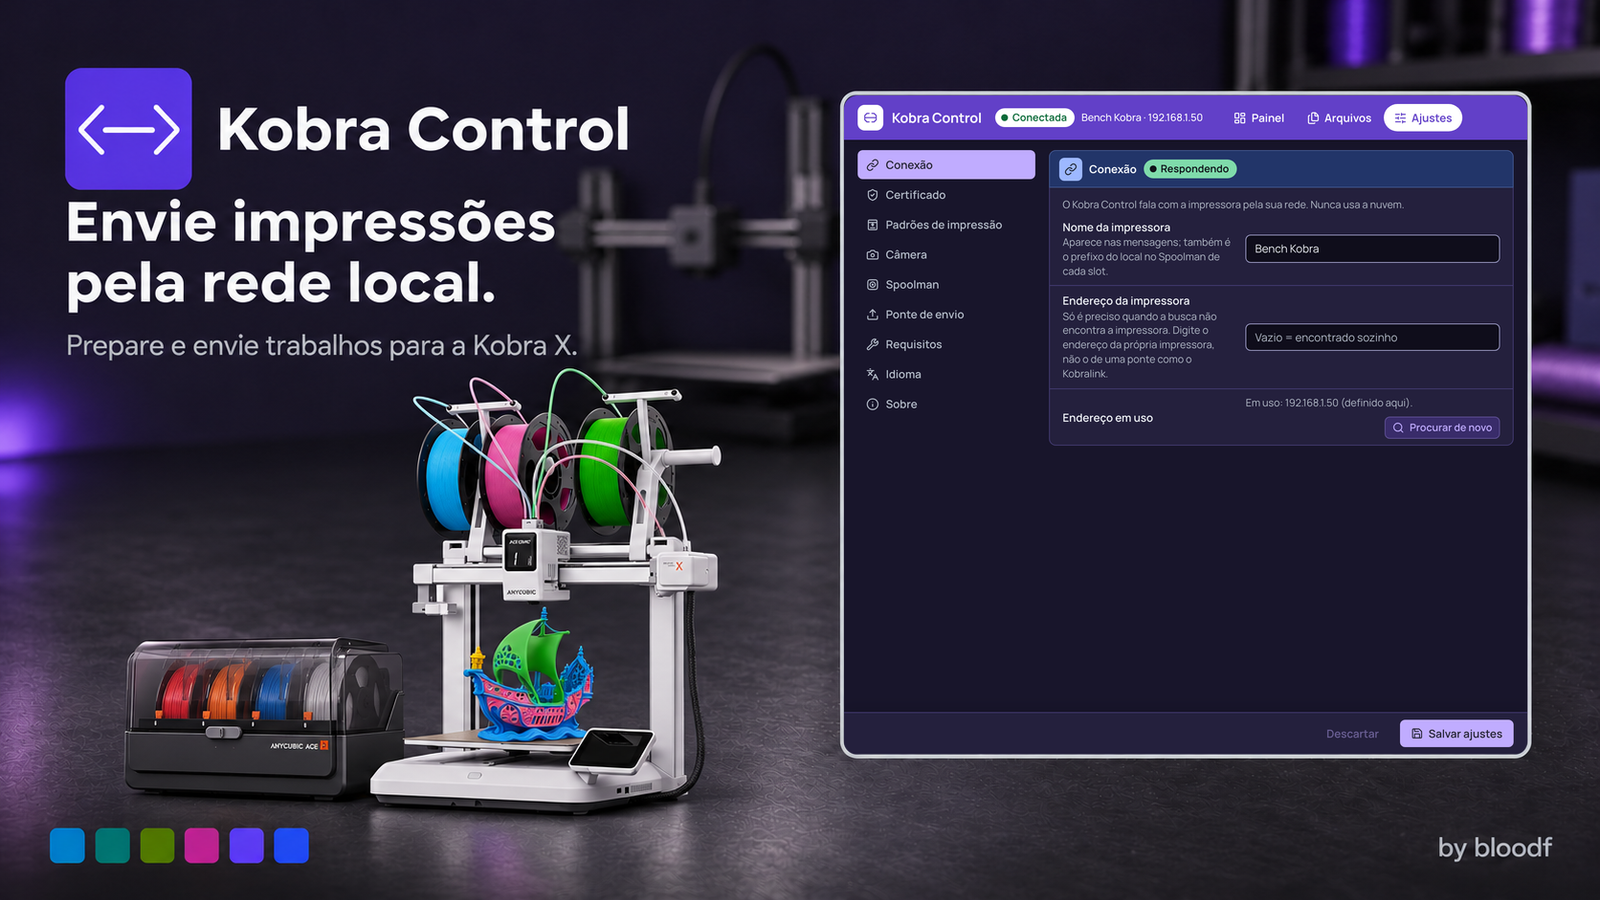 Kobra Control
Envie impressões
pela rede local.
Prepare e envie trabalhos para a Kobra X.
Kobra Control
Conectada
Bench Kobra · 192.168.1.50
Painel
Arquivos
Ajustes
Conexão
Certificado
Padrões de impressão
Câmera
Spoolman
Ponte de envio
Requisitos
Idioma
Sobre
Conexão
Respondendo
O Kobra Control fala com a impressora pela sua rede. Nunca usa a nuvem.
Nome da impressora
Aparece nas mensagens; também é
o prefixo do local no Spoolman de
cada slot.
Bench Kobra
Endereço da impressora
Só é preciso quando a busca não
encontra a impressora. Digite o
endereço da própria impressora,
não o de uma ponte como o
Kobralink.
Vazio = encontrado sozinho
Endereço em uso
Em uso: 192.168.1.50 (definido aqui).
Procurar de novo
Descartar
Salvar ajustes
ANYCUBIC
X
ANYCUBIC ACE
by bloodf